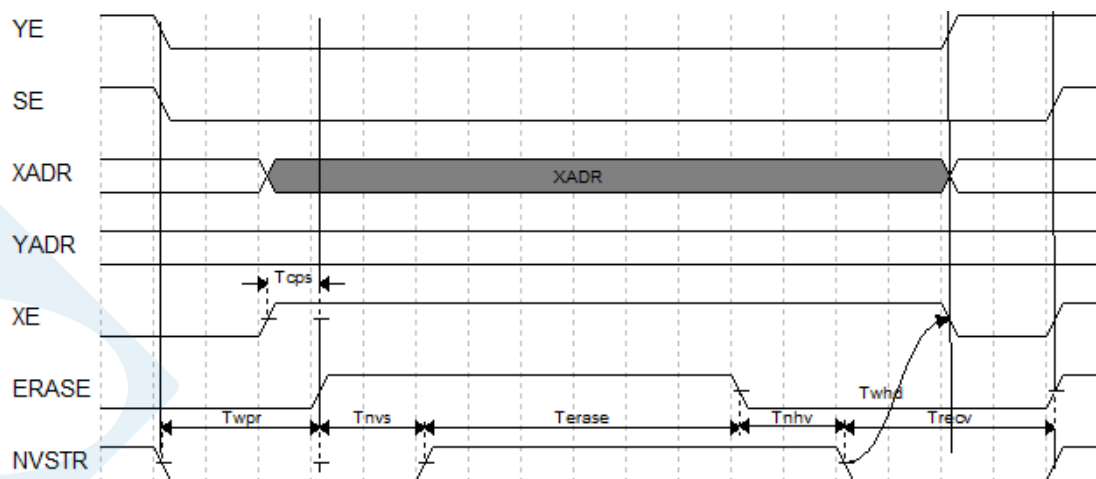 YE
SE
XADR XADR
YADR
Tcps
XE
ERASE
Twhd
Twpr Tnvs Terase Tnhv Trecv
NVSTR